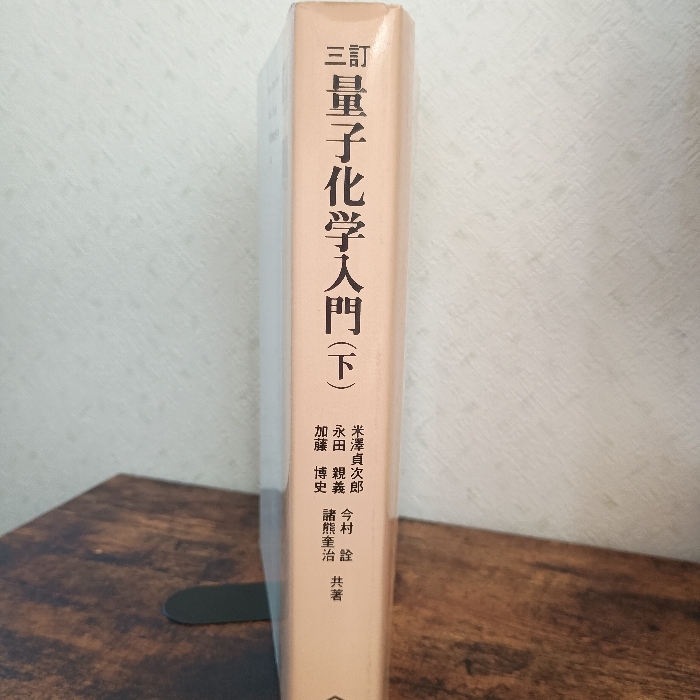 三訂
量子化学入門(下)
米澤貞次郎
永田 親義
加藤 博史
今村 詮
諸熊奎治
共著